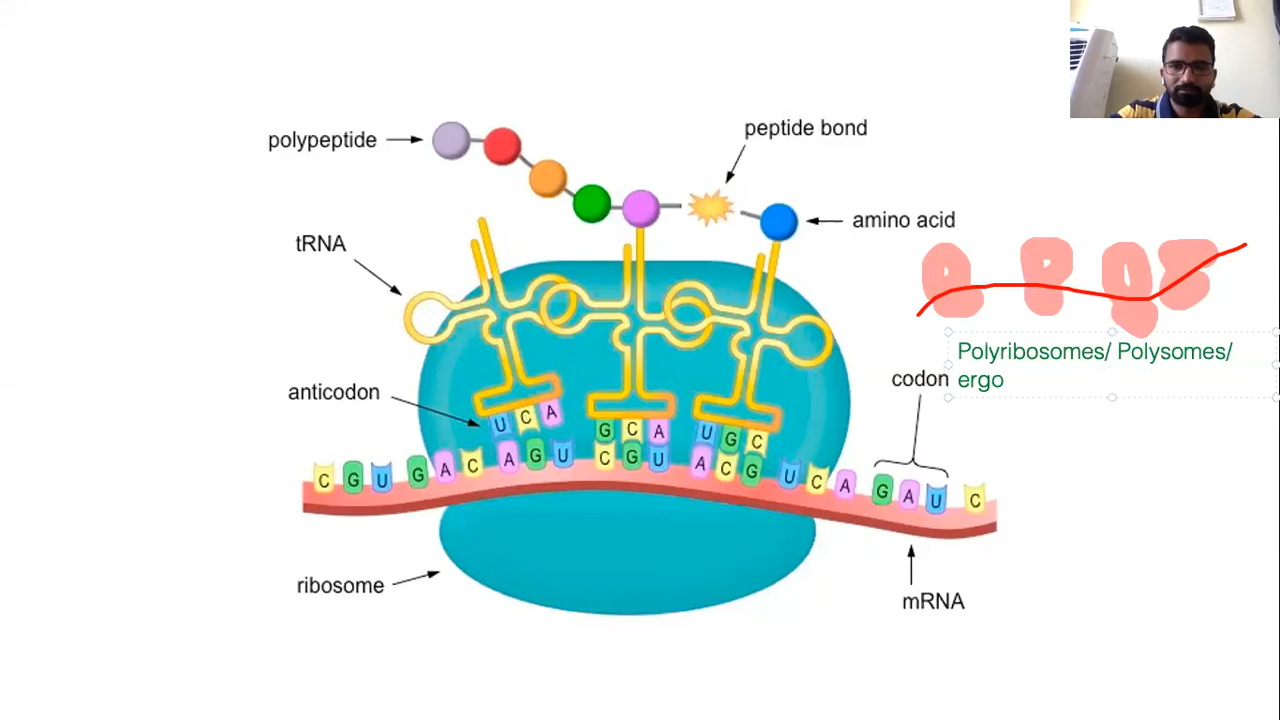 polypeptide
peptide bond
amino acid
tRNA
Polyribosomes/ Polysomes/
ergo
codon
anticodon
U C A
G C A
U G C
C G U G A C A G U C G U A C G U C A G A U C
ribosome
mRNA